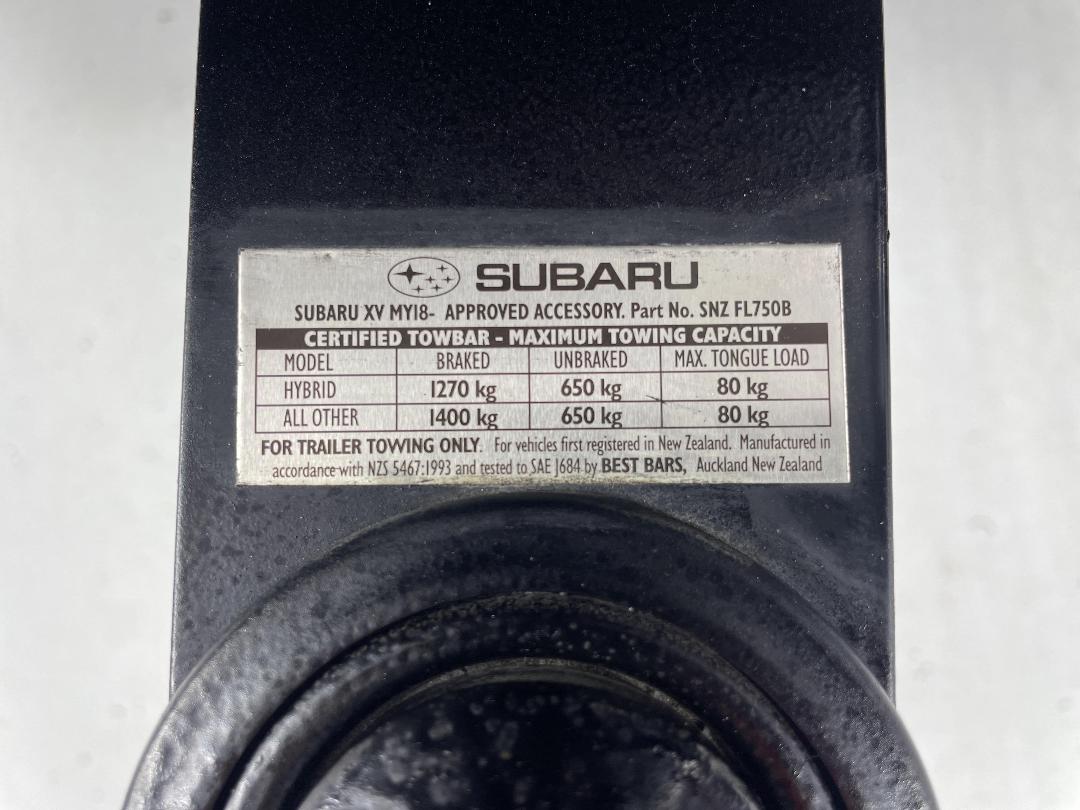 SUBARU
SUBARU XV MY18- APPROVED ACCESSORY. Part No. SNZ FL750B
CERTIFIED TOWBAR - MAXIMUM TOWING CAPACITY
MODEL BRAKED UNBRAKED MAX. TONGUE LOAD
HYBRID 1270 kg 650 kg 80 kg
ALL OTHER 1400 kg 650 kg 80 kg
FOR TRAILER TOWING ONLY. For vehicles first registered in New Zealand. Manufactured in
accordance with NZS 5467:1993 and tested to SAE J684 by BEST BARS, Auckland New Zealand